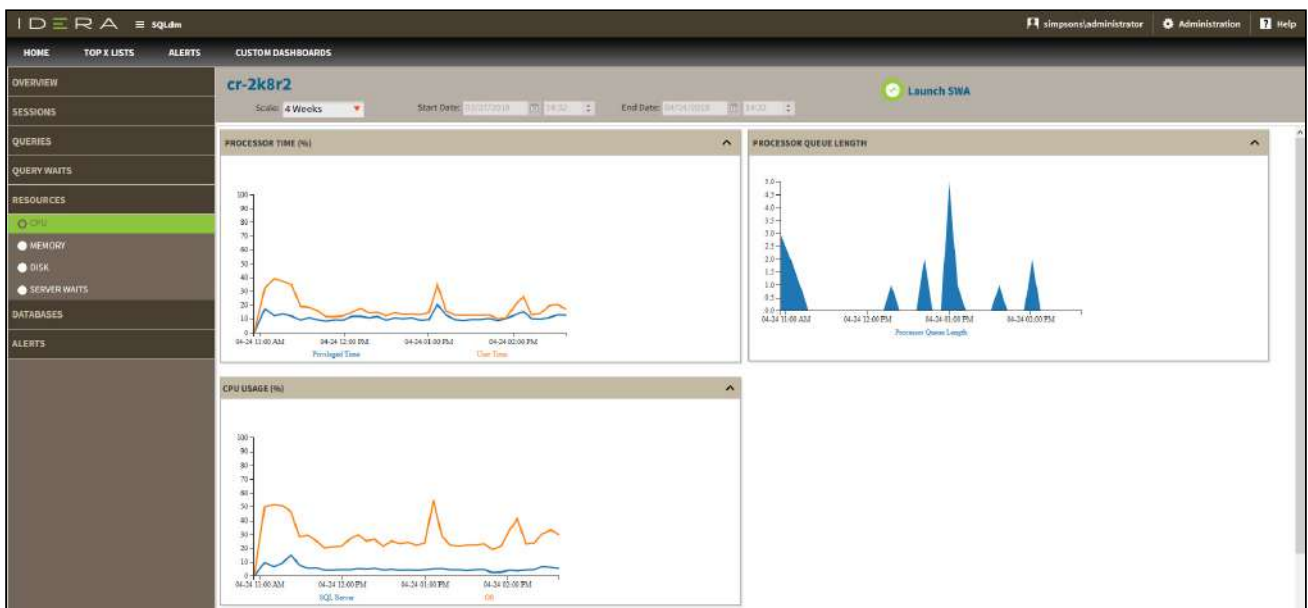 IDERA ≡ SQLdm
simpsons\administrator Administration ? Help
HOME TOP X LISTS ALERTS CUSTOM DASHBOARDS
OVERVIEW
SESSIONS
QUERIES
QUERY WAITS
RESOURCES
CPU
MEMORY
DISK
SERVER WAITS
DATABASES
ALERTS
cr-2k8r2
Launch SWA
Scale: 4 Weeks Start Date: 14:32 End Date: 14:32
PROCESSOR TIME (%)
100
90
80
70
60
50
40
30
20
10
0
04-24 11:00 AM 04-24 12:00 PM 04-24 01:00 PM 04-24 02:00 PM
Privileged Time User Time
PROCESSOR QUEUE LENGTH
5.0
4.5
4.0
3.5
3.0
2.5
2.0
1.5
1.0
0.5
0.0
04-24 11:00 AM 04-24 12:00 PM 04-24 01:00 PM 04-24 02:00 PM
Processor Queue Length
CPU USAGE (%)
100
90
80
70
60
50
40
30
20
10
0
04-24 11:00 AM 04-24 12:00 PM 04-24 01:00 PM 04-24 02:00 PM
SQL Server OS